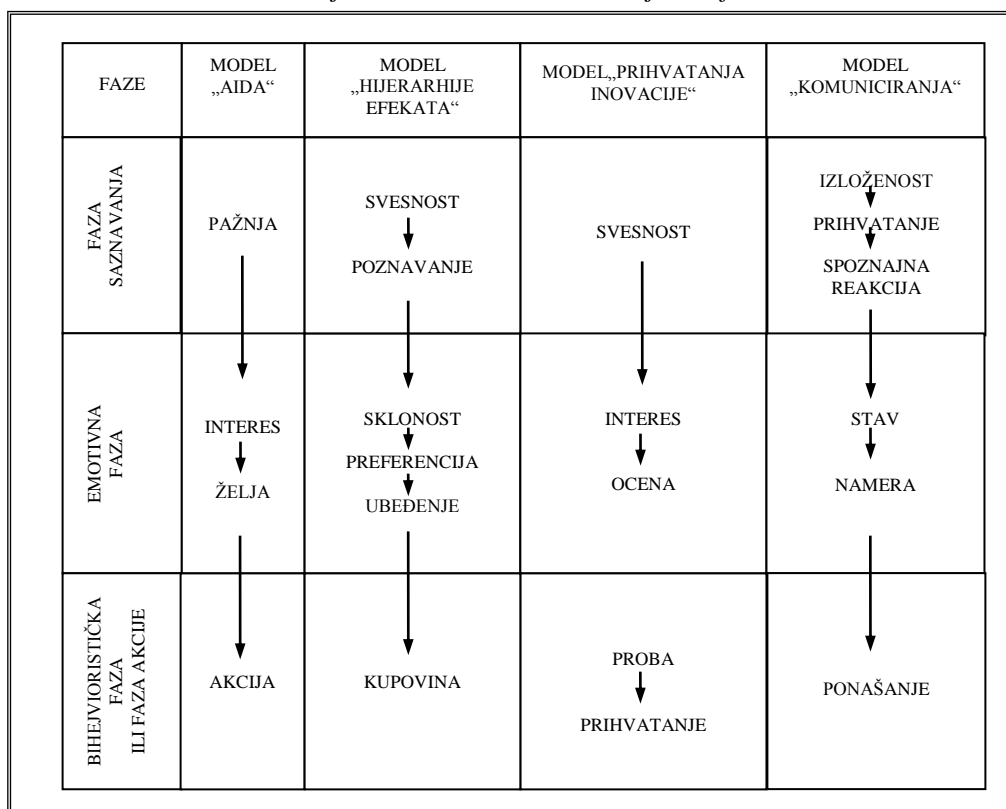 FAZE
MODEL
„AIDA“
MODEL
„HIJERARHIJE
EFEKATA“
MODEL„PRIHVATANJA
INOVACIJE“
MODEL
„KOMUNICIRANJA“
FAZA
SAZNAVANJA
PAŽNJA
SVESNOST
POZNAVANJE
SVESNOST
IZLOŽENOST
PRIHVATANJE
SPOZNAJNA
REAKCIJA
EMOTIVNA
FAZA
INTERES
ŽELJA
SKLONOST
PREFERENCIJA
UBEĐENJE
INTERES
OCENA
STAV
NAMERA
BIHEJVIORISTIČKA
FAZA
ILI FAZA AKCIJE
AKCIJA
KUPOVINA
PROBA
PRIHVATANJE
PONAŠANJE